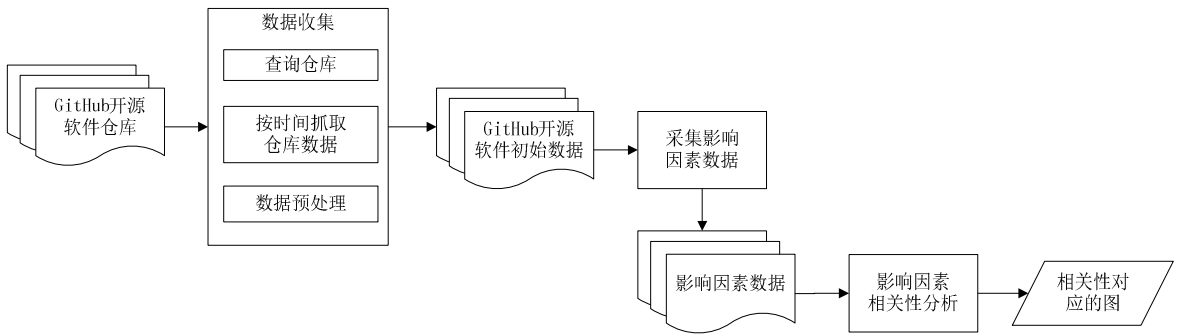 GitHub开源
软件仓库
数据收集
查询仓库
按时间抓取
仓库数据
数据预处理
GitHub开源
软件初始数据
采集影响
因素数据
影响因素数据
影响因素
相关性分析
相关性对
应的图